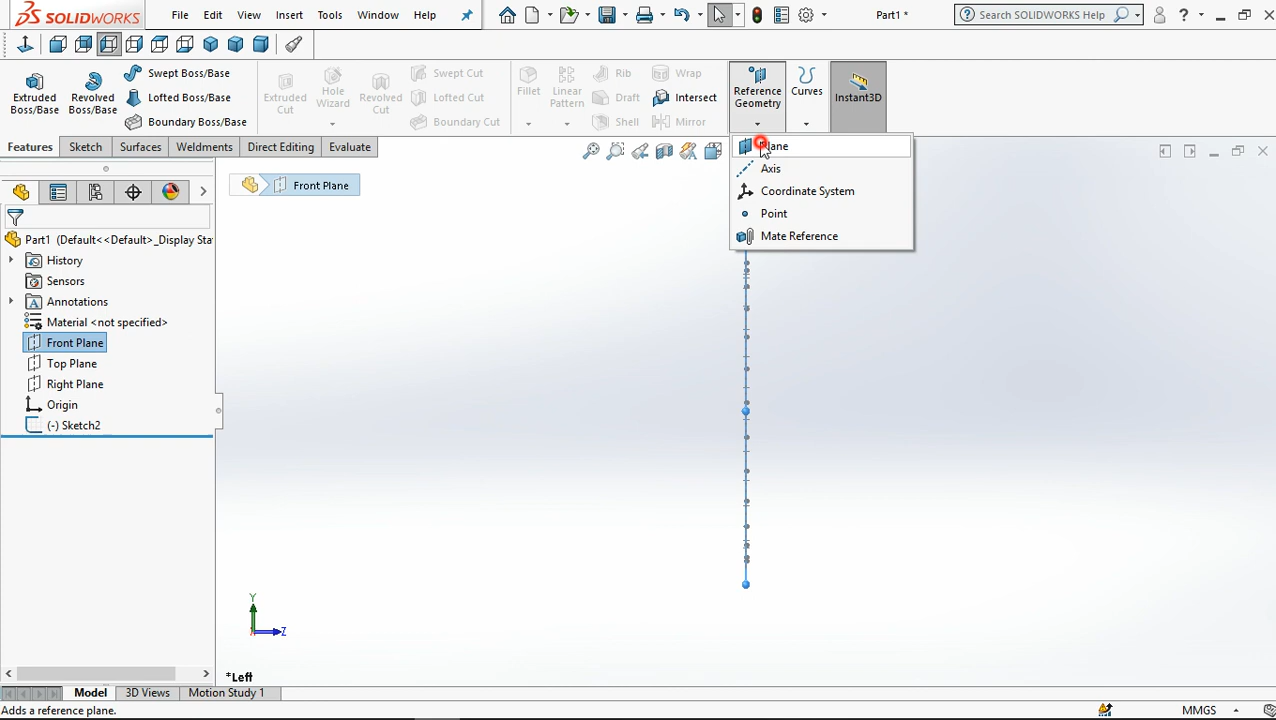 SOLIDWORKS
File Edit View Insert Tools Window Help
Part1 *
Search SOLIDWORKS Help
?
Extruded Boss/Base
Revolved Boss/Base
Swept Boss/Base
Lofted Boss/Base
Boundary Boss/Base
Extruded Cut
Hole Wizard
Revolved Cut
Swept Cut
Lofted Cut
Boundary Cut
Fillet
Linear Pattern
Rib
Draft
Shell
Wrap
Intersect
Mirror
Reference Geometry
Curves
Instant3D
Features Sketch Surfaces Weldments Direct Editing Evaluate
Axis
Coordinate System
Point
Mate Reference
Front Plane
Part1 (Default<<Default>_Display Sta
History
Sensors
Annotations
Material <not specified>
Front Plane
Top Plane
Right Plane
Origin
(-) Sketch2
Y
Z
*Left
Model 3D Views Motion Study 1
Adds a reference plane.
MMGS